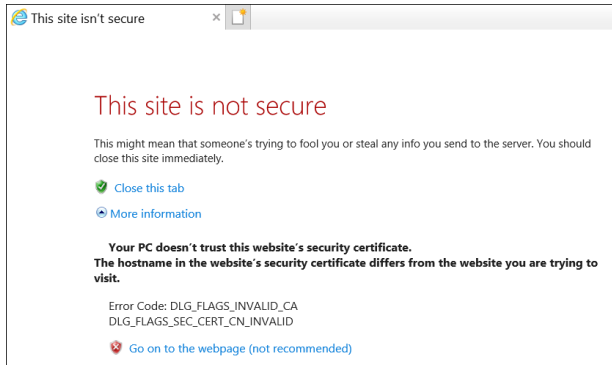 This site isn't secure
This site is not secure
This might mean that someone's trying to fool you or steal any info you send to the server. You should
close this site immediately.
Close this tab
More information
Your PC doesn't trust this website's security certificate.
The hostname in the website's security certificate differs from the website you are trying to
visit.
Error Code: DLG_FLAGS_INVALID_CA
DLG_FLAGS_SEC_CERT_CN_INVALID
Go on to the webpage (not recommended)